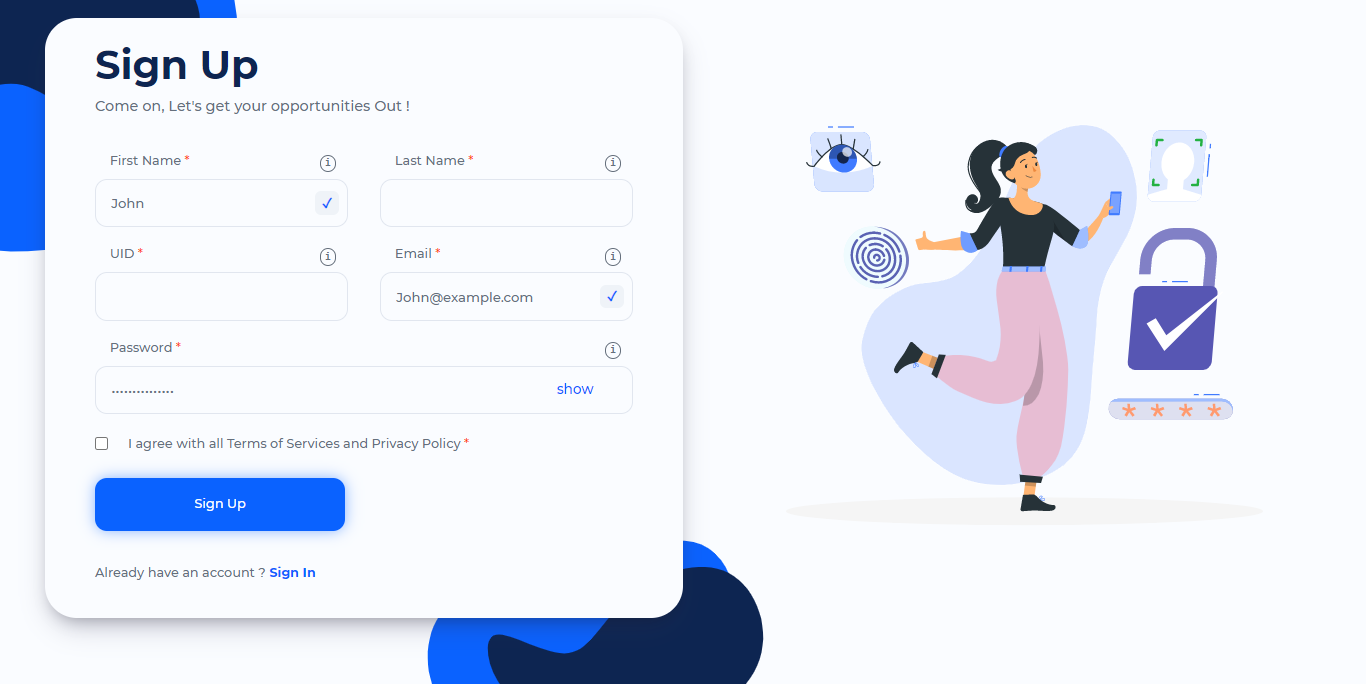 Sign Up
Come on, Let's get your opportunities Out !
First Name *
Last Name *
John
UID *
Email *
John@example.com
Password *
••••••••••••••• show
I agree with all Terms of Services and Privacy Policy *
Sign Up
Already have an account ? Sign In
* * * *